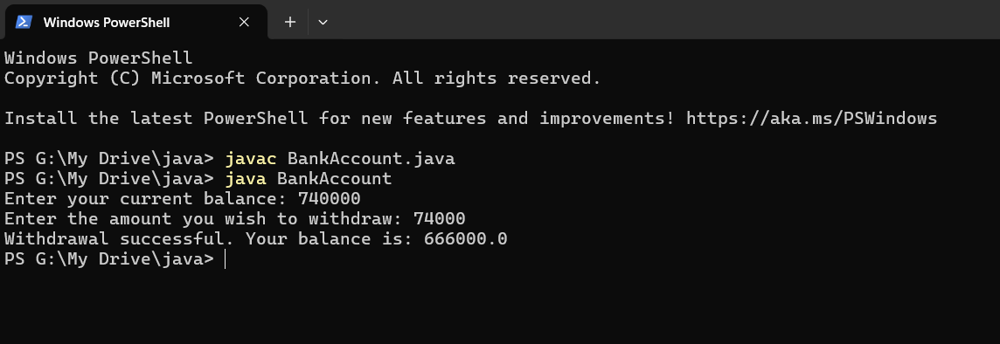 Windows PowerShell
Windows PowerShell
Copyright (C) Microsoft Corporation. All rights reserved.
Install the latest PowerShell for new features and improvements! https://aka.ms/PSWindows
PS G:\My Drive\java> javac BankAccount.java
PS G:\My Drive\java> java BankAccount
Enter your current balance: 740000
Enter the amount you wish to withdraw: 74000
Withdrawal successful. Your balance is: 666000.0
PS G:\My Drive\java>